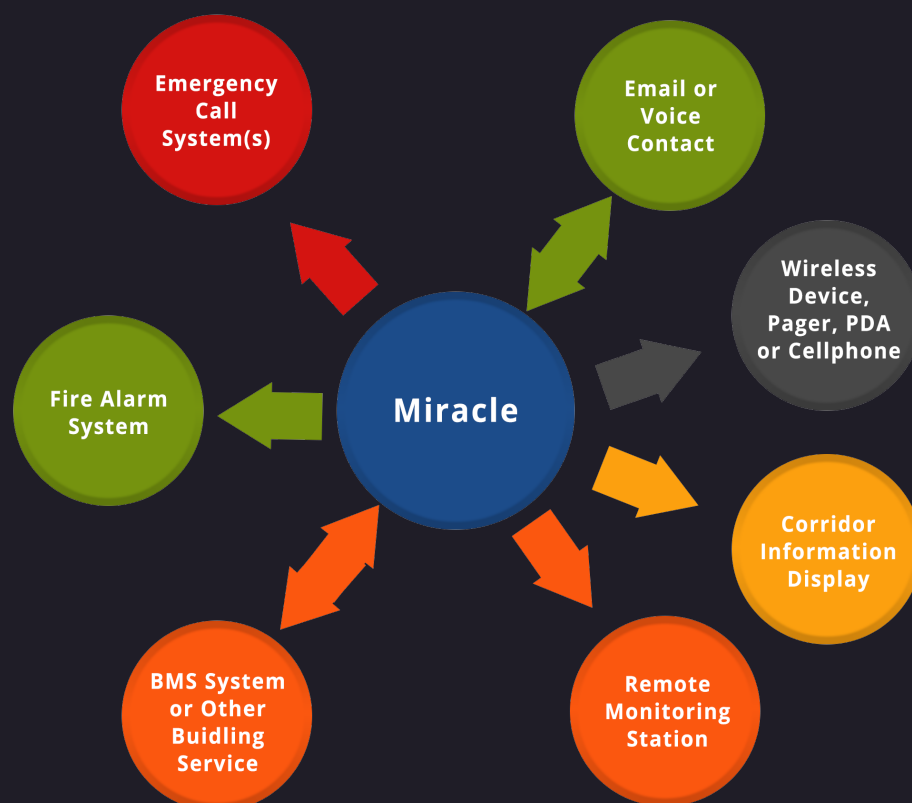 Emergency
Call
System(s)
Email or
Voice
Contact
Wireless
Device,
Pager, PDA
or Cellphone
Fire Alarm
System
Miracle
Corridor
Information
Display
BMS System
or Other
Buidling
Service
Remote
Monitoring
Station